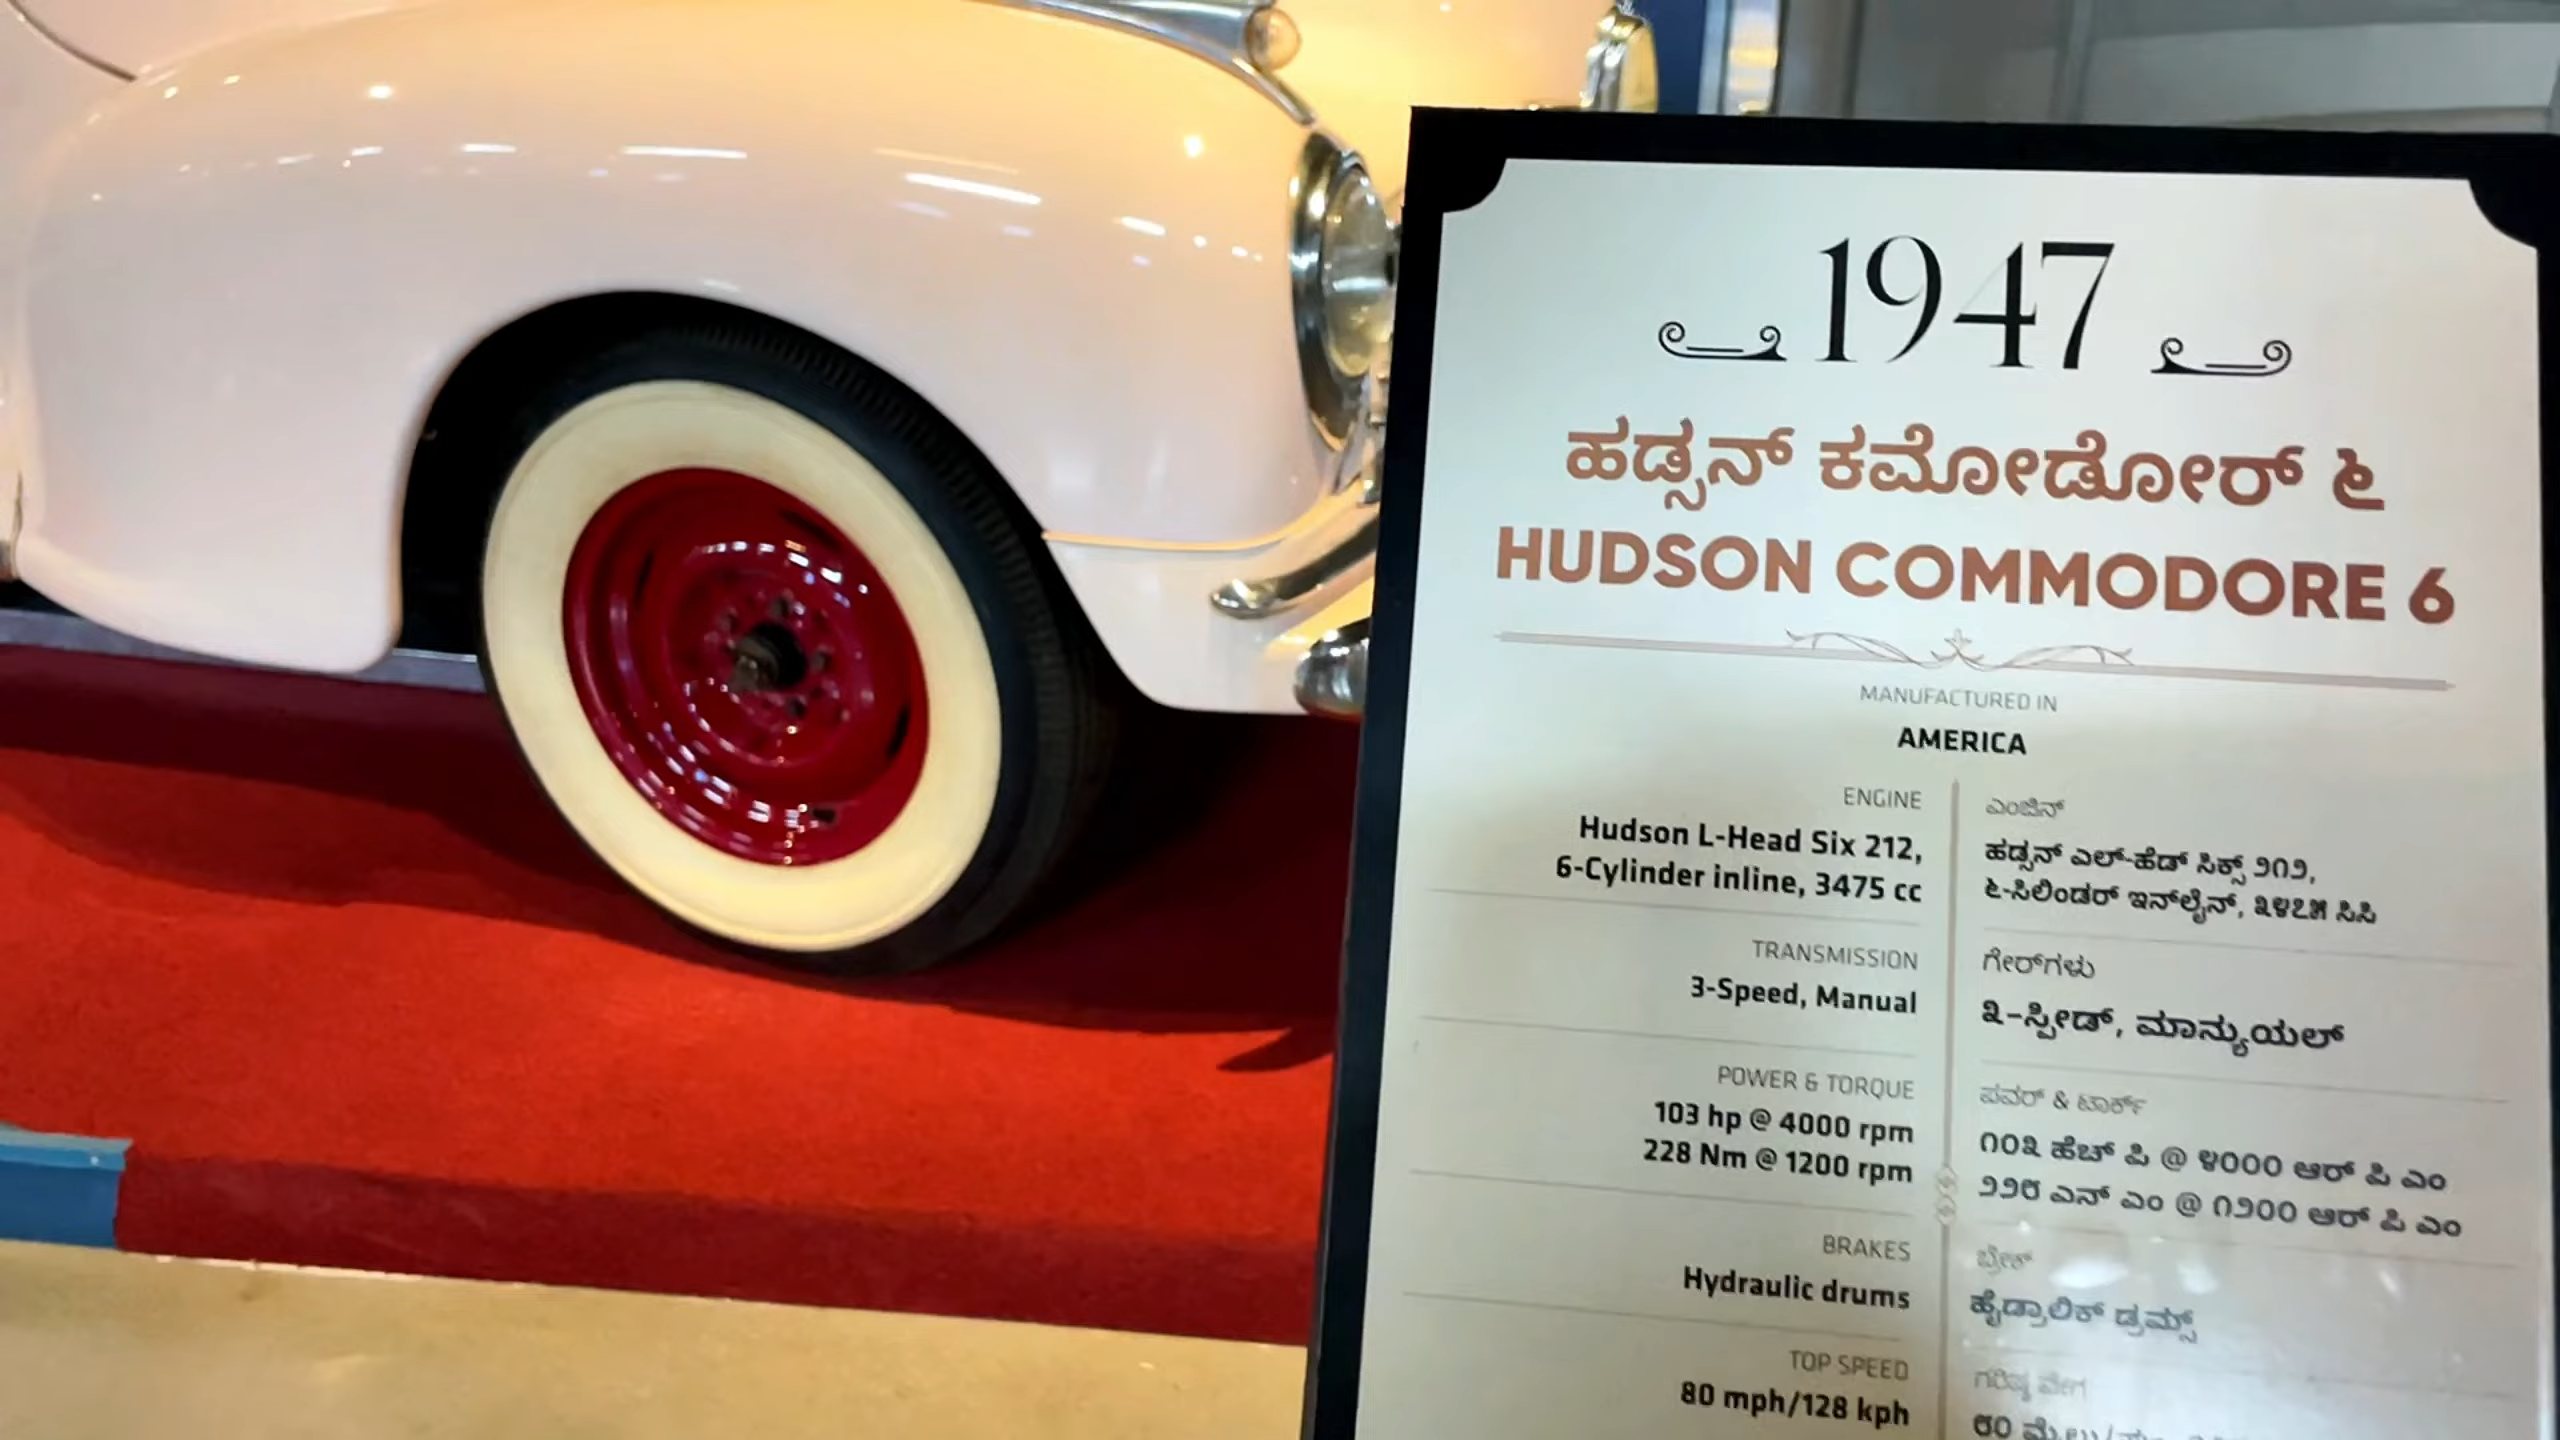 1947
ಹಡ್ಸನ್ ಕಮೋಡೋರ್ ೬
HUDSON COMMODORE 6
MANUFACTURED IN
AMERICA
ENGINE
Hudson L-Head Six 212,
6-Cylinder inline, 3475 cc
ಎಂಜಿನ್
ಹಡ್ಸನ್ ಎಲ್-ಹೆಡ್ ಸಿಕ್ಸ್ ೨೧೨,
೬-ಸಿಲಿಂಡರ್ ಇನ್‌ಲೈನ್, ೩೪೭೫ ಸಿಸಿ
TRANSMISSION
3-Speed, Manual
ಗೇರ್‌ಗಳು
೩-ಸ್ಪೀಡ್, ಮಾನ್ಯುಯಲ್
POWER & TORQUE
103 hp @ 4000 rpm
228 Nm @ 1200 rpm
ಪವರ್ & ಟಾರ್ಕ್
೧೦೩ ಹೆಚ್ ಪಿ @ ೪೦೦೦ ಆರ್ ಪಿ ಎಂ
೨೨೮ ಎನ್ ಎಂ @ ೧೨೦೦ ಆರ್ ಪಿ ಎಂ
BRAKES
Hydraulic drums
ಬ್ರೇಕ್
ಹೈಡ್ರಾಲಿಕ್ ಡ್ರಮ್ಸ್
TOP SPEED
80 mph/128 kph
ಗರಿಷ್ಠ ವೇಗ
೮೦ ಮೈಲು/